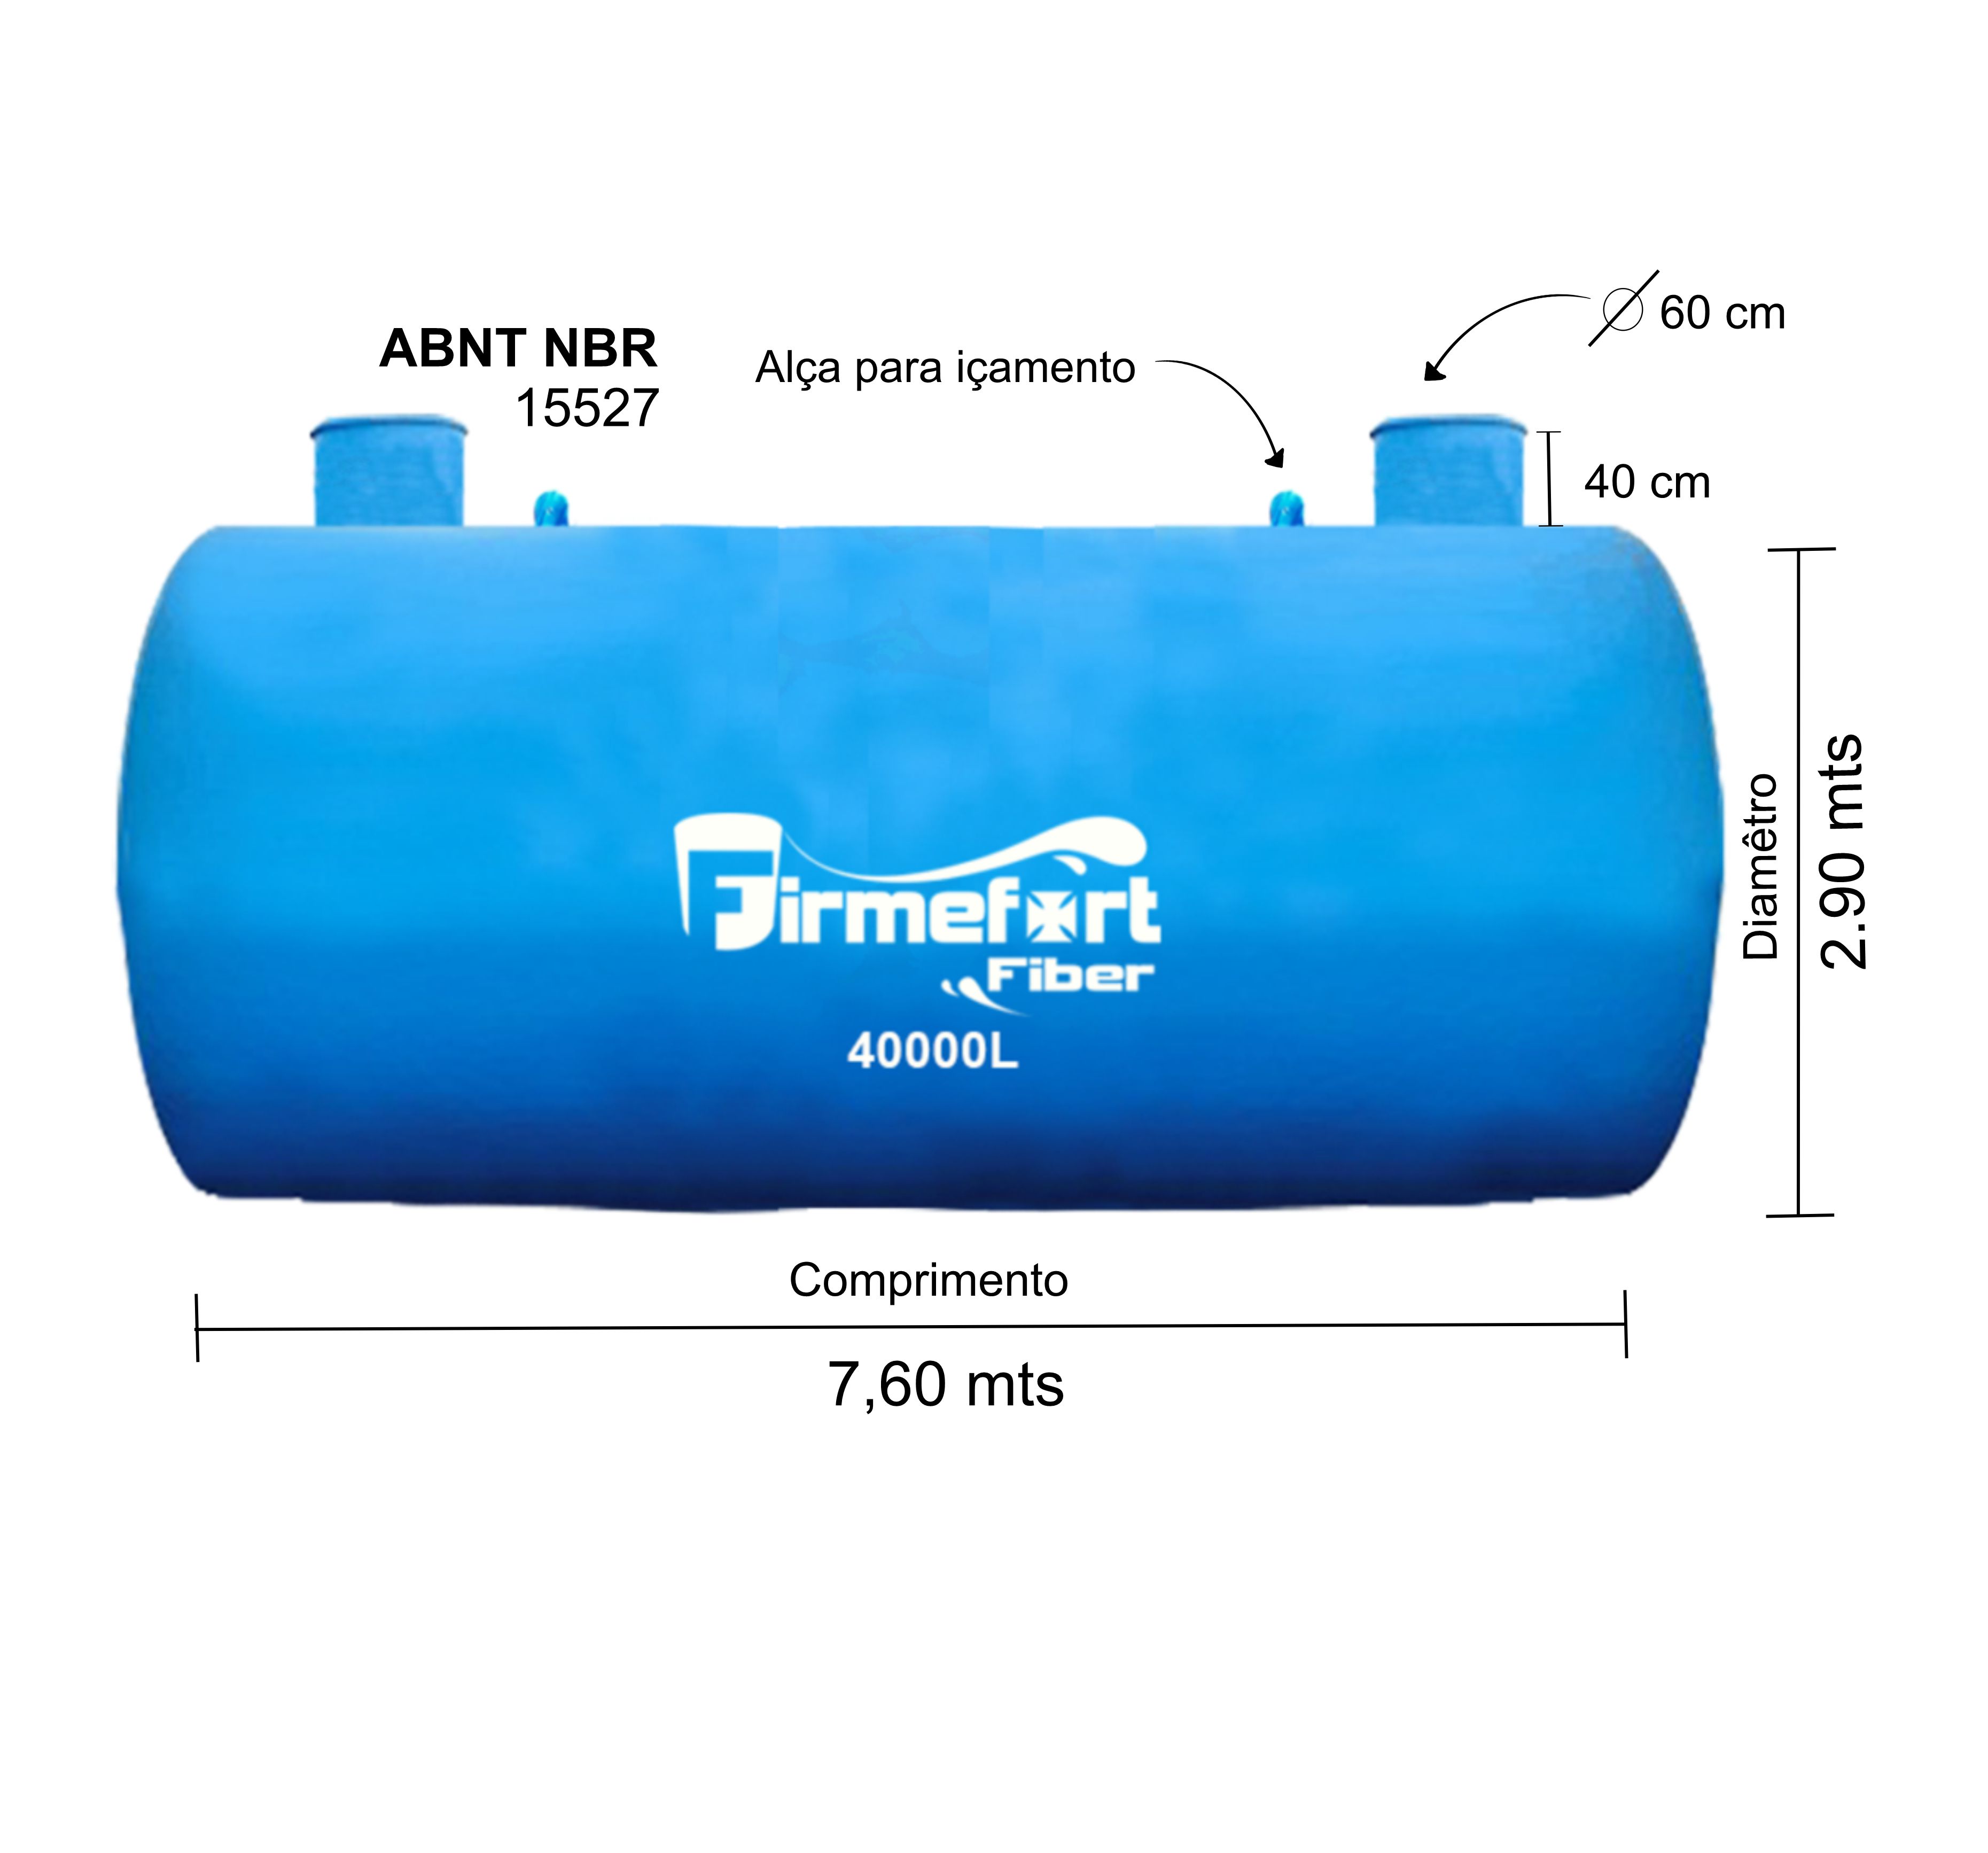 60 cm
ABNT NBR
15527
Alça para içamento
40 cm
Diamêtro
2.90 mts
Firmefort
Fiber
40000L
Comprimento
7,60 mts